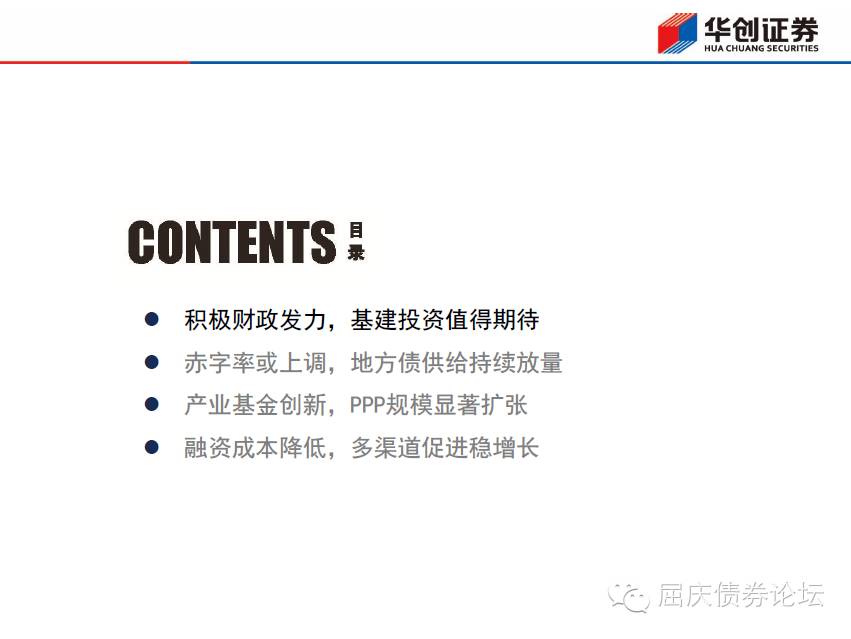 华创证券
HUA CHUANG SECURITIES
CONTENTS 目录
积极财政发力，基建投资值得期待
赤字率或上调，地方债供给持续放量
产业基金创新，PPP规模显著扩张
融资成本降低，多渠道促进稳增长
屈庆债券论坛